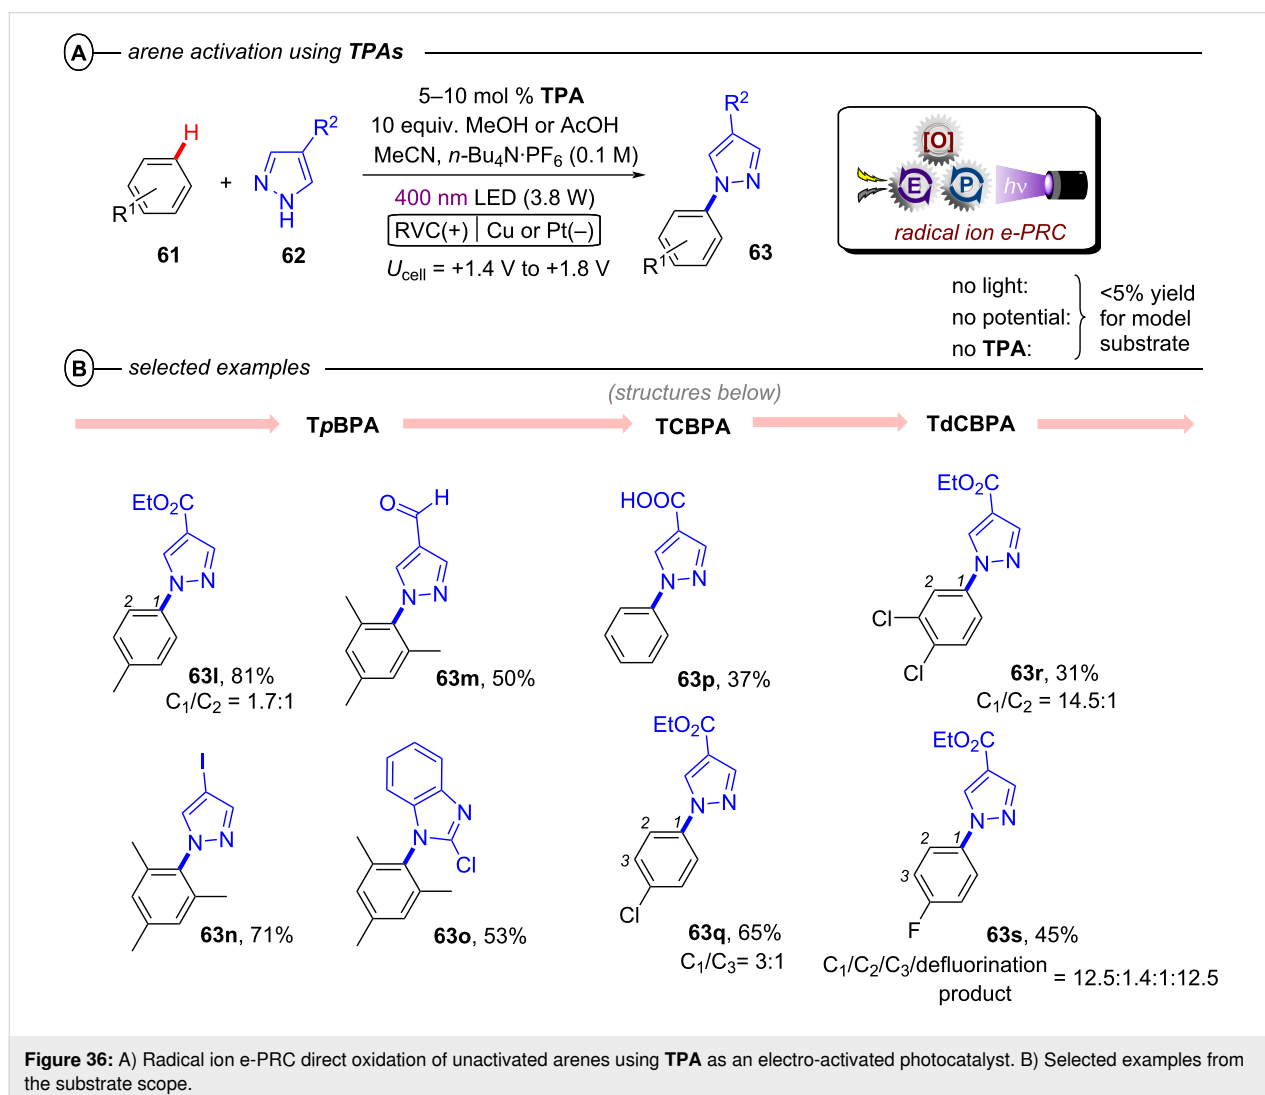 A arene activation using TPAs
5–10 mol % TPA
10 equiv. MeOH or AcOH
MeCN, n-Bu4N·PF6 (0.1 M)
400 nm LED (3.8 W)
RVC(+) | Cu or Pt(–)
Ucell = +1.4 V to +1.8 V
H
R1
61
+
R2
N
N
H
62
R2
N
N
R1
63
[O]
E
P
hν
radical ion e-PRC
no light:
no potential:
no TPA:
<5% yield
for model
substrate
B selected examples
(structures below)
TpBPA
TCBPA
TdCBPA
EtO2C
N
N
2
1
63l, 81%
C1/C2 = 1.7:1
O
H
N
N
63m, 50%
HOOC
N
N
63p, 37%
EtO2C
N
N
2
1
Cl
Cl
63r, 31%
C1/C2 = 14.5:1
I
N
N
63n, 71%
N
N
Cl
63o, 53%
EtO2C
N
N
2
1
3
Cl
63q, 65%
C1/C3= 3:1
EtO2C
N
N
2
1
3
F
63s, 45%
C1/C2/C3/defluorination
product
= 12.5:1.4:1:12.5
Figure 36: A) Radical ion e-PRC direct oxidation of unactivated arenes using TPA as an electro-activated photocatalyst. B) Selected examples from
the substrate scope.